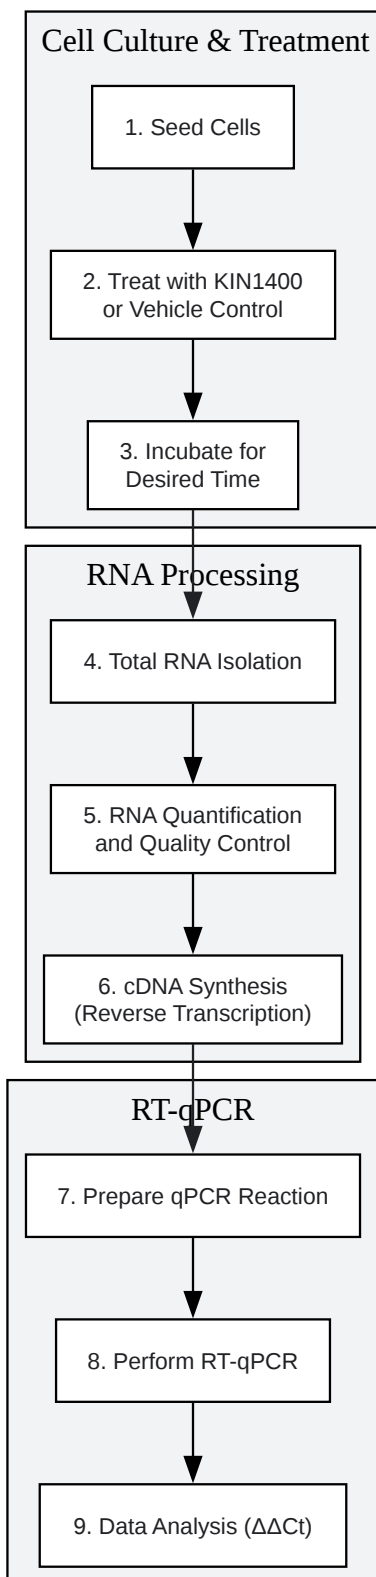 Cell Culture & Treatment
1. Seed Cells
2. Treat with KIN1400
or Vehicle Control
3. Incubate for
Desired Time
RNA Processing
4. Total RNA Isolation
5. RNA Quantification
and Quality Control
6. cDNA Synthesis
(Reverse Transcription)
RT-qPCR
7. Prepare qPCR Reaction
8. Perform RT-qPCR
9. Data Analysis (ΔΔCt)